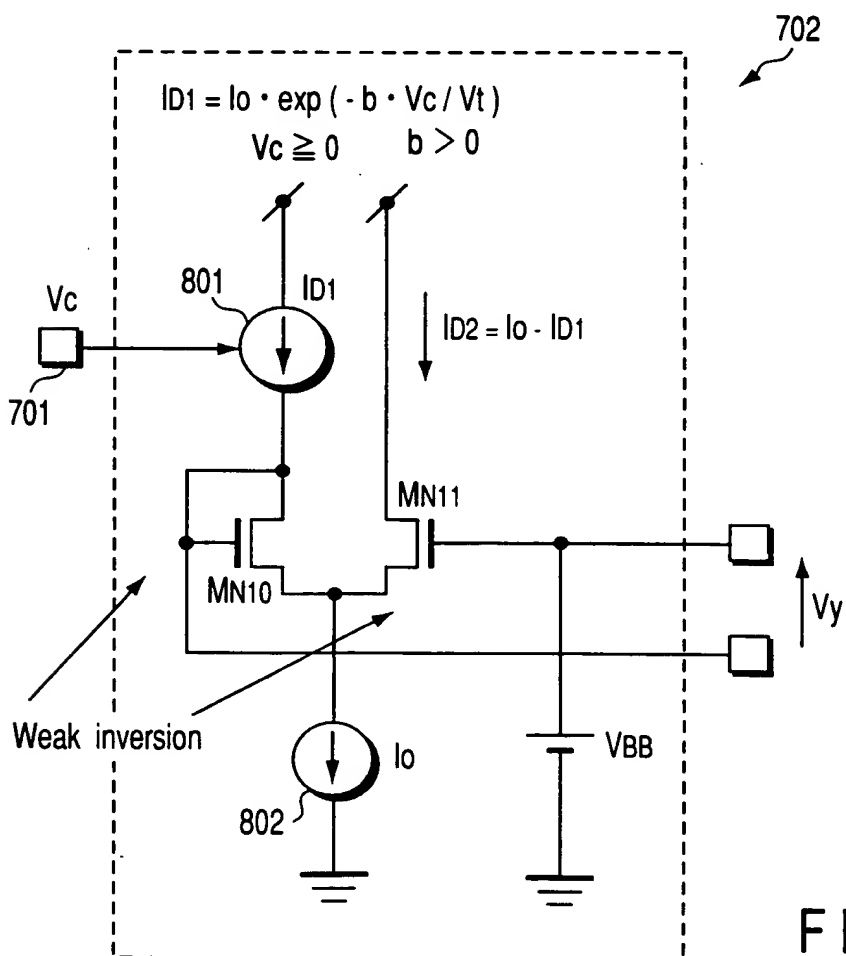 702
ID1 = Io · exp ( - b · Vc / Vt )
Vc ≧ 0 b > 0
801
ID1
Vc
ID2 = Io - ID1
701
MN11
MN10
Vy
Weak inversion
Io
VBB
802
F